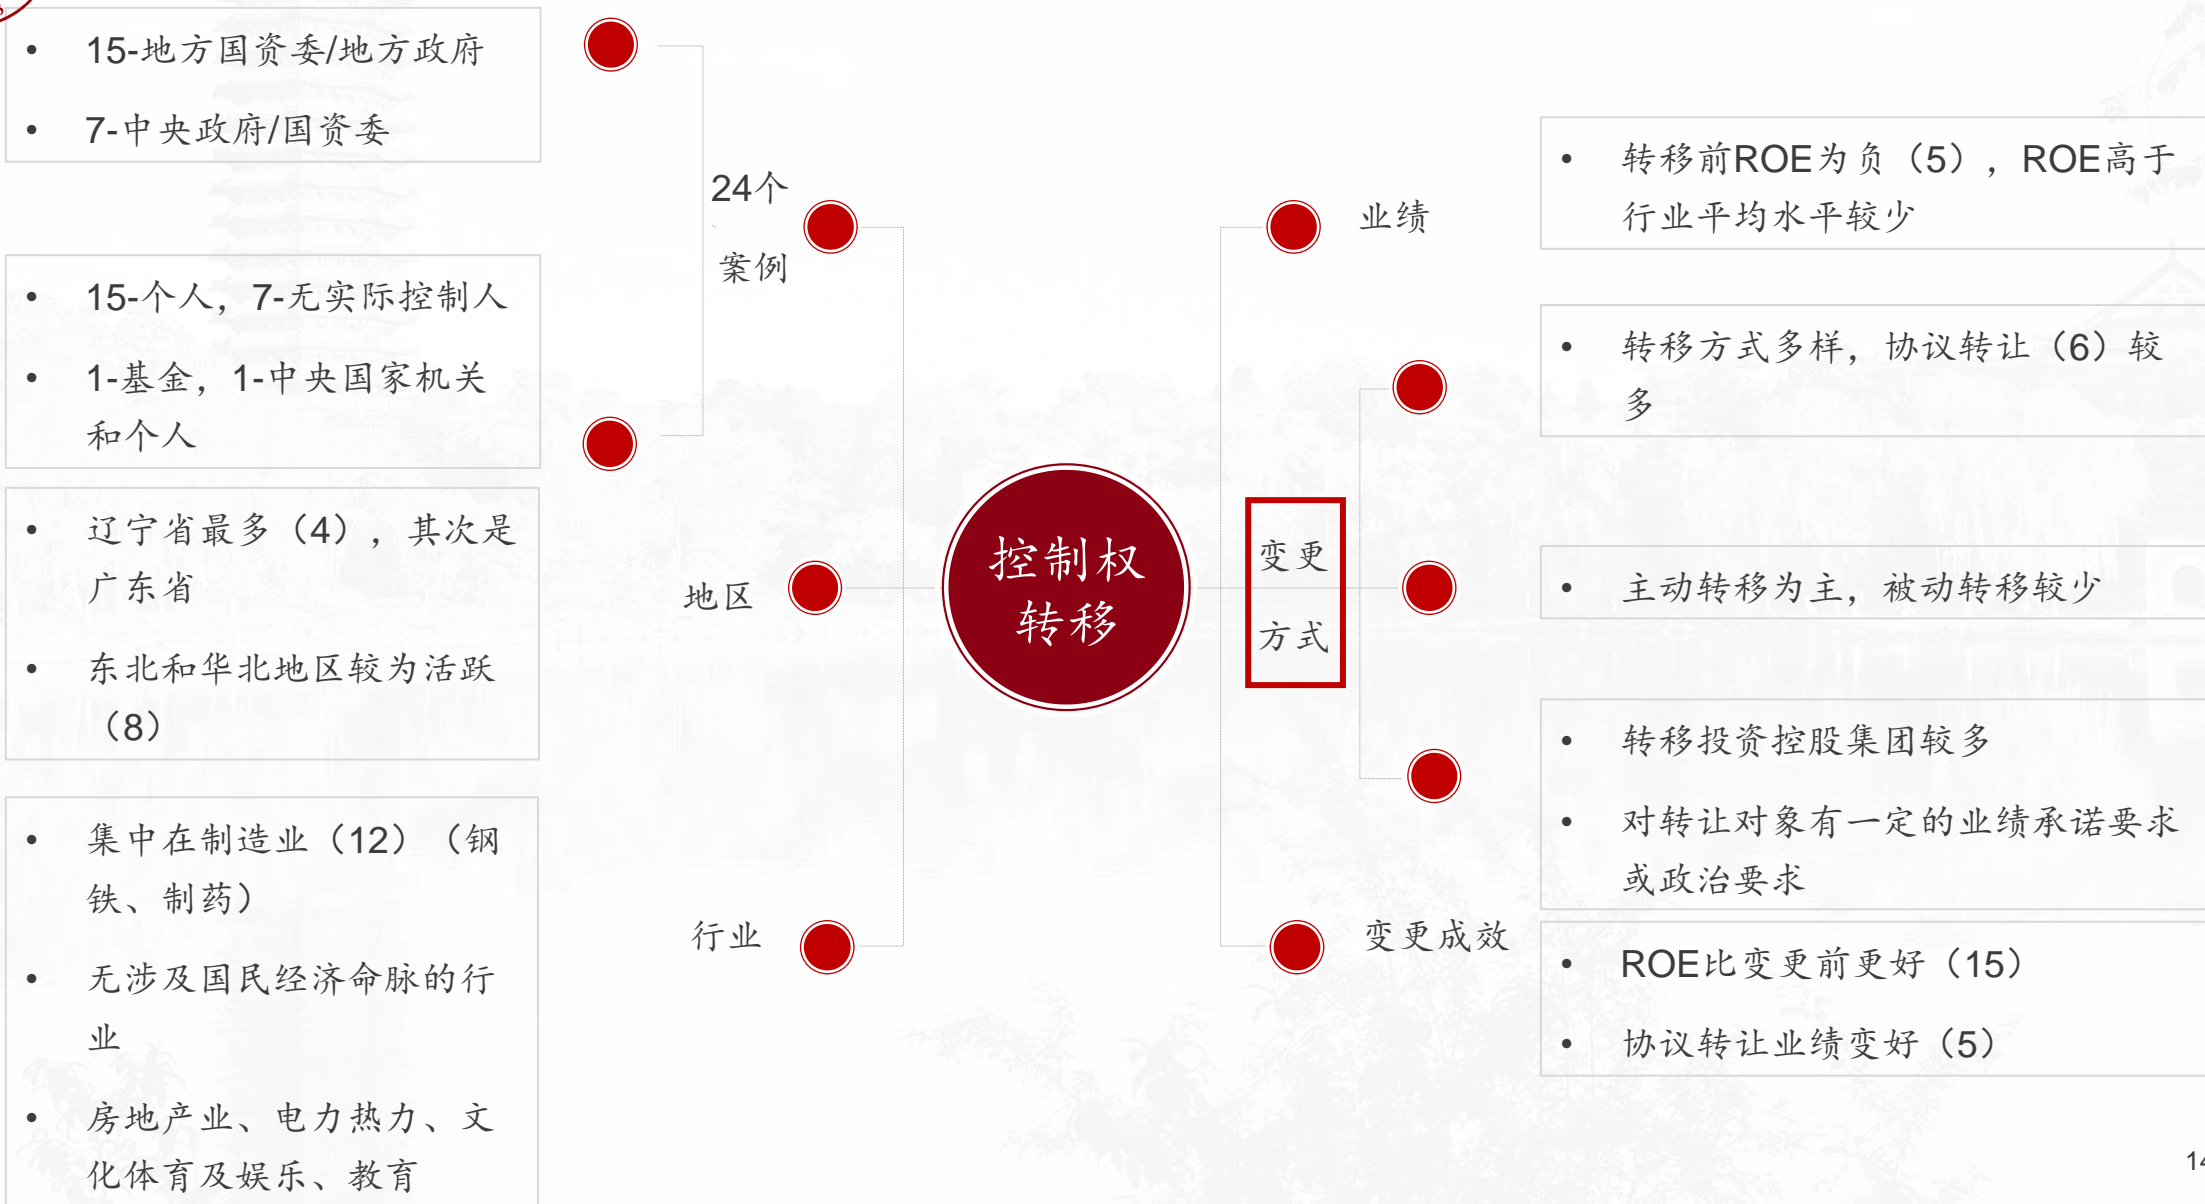 • 15-地方国资委/地方政府
• 7-中央政府/国资委
• 15-个人，7-无实际控制人
• 1-基金，1-中央国家机关
和个人
• 辽宁省最多（4），其次是
广东省
• 东北和华北地区较为活跃
（8）
• 集中在制造业（12）（钢
铁、制药）
• 无涉及国民经济命脉的行
业
• 房地产业、电力热力、文
化体育及娱乐、教育
24个
案例
地区
行业
控制权
转移
业绩
变更
方式
变更成效
• 转移前ROE为负（5），ROE高于
行业平均水平较少
• 转移方式多样，协议转让（6）较
多
• 主动转移为主，被动转移较少
• 转移投资控股集团较多
• 对转让对象有一定的业绩承诺要求
或政治要求
• ROE比变更前更好（15）
• 协议转让业绩变好（5）
14